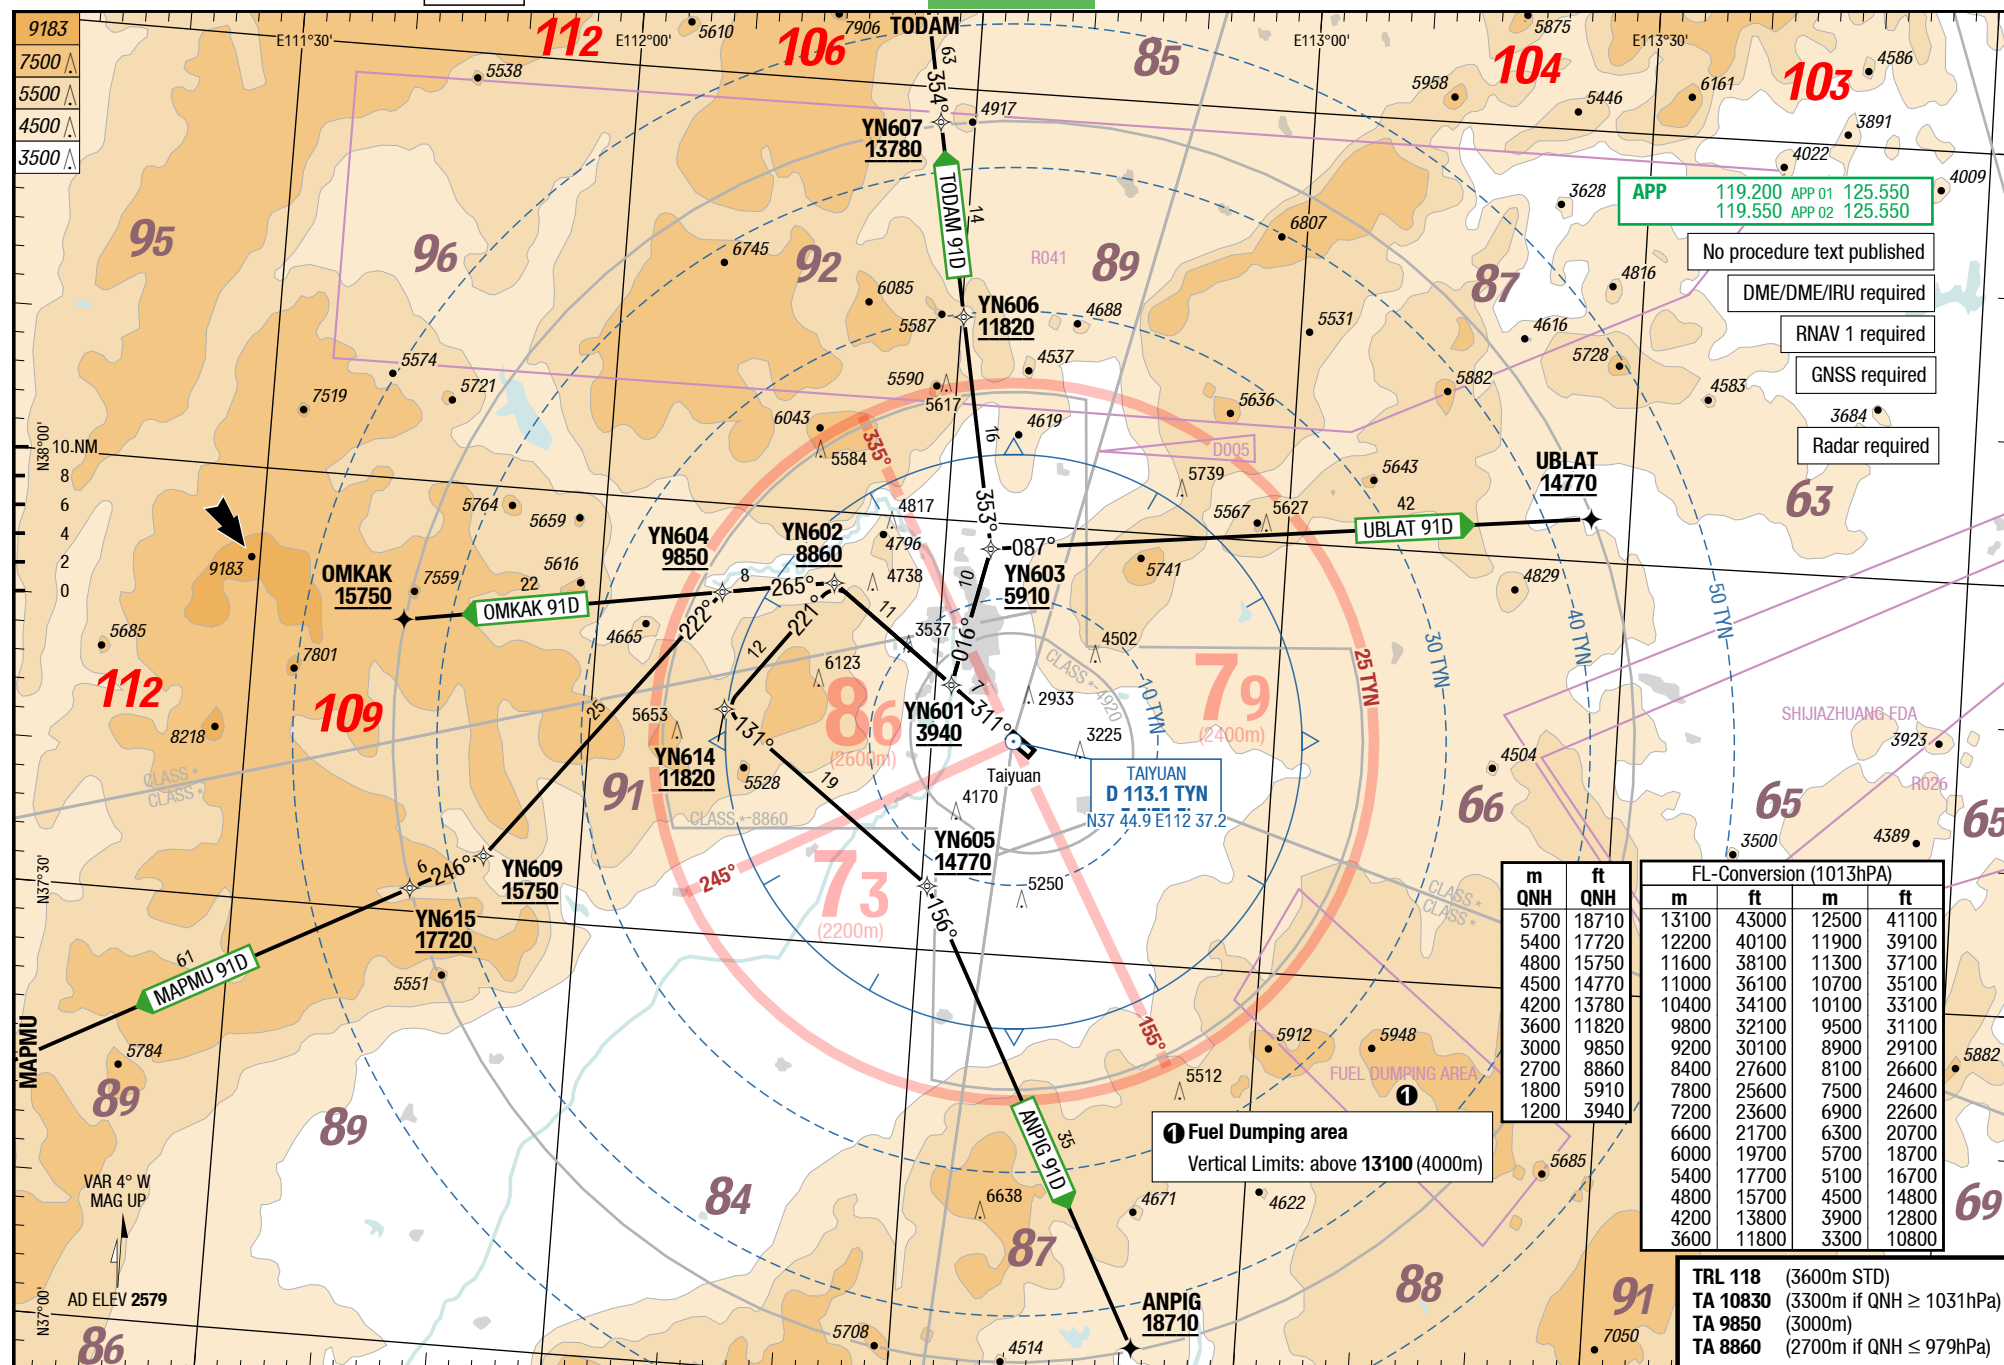 9183
7500
5500
4500
3500
E111°30'
112
E112°00'
5610
106
7906
TODAM
63
354°
85
E113°00'
104
5875
E113°30'
103
4586
5538
5958
5446
6161
3891
4022
4009
YN607
13780
4917
TODAM 91D
14
3628
APP 119.200 APP 01 125.550
119.550 APP 02 125.550
No procedure text published
DME/DME/IRU required
RNAV 1 required
GNSS required
Radar required
95
96
6745
92
R041
89
6807
87
4816
6085
5587
YN606
11820
4688
5531
4616
5728
5574
7519
5721
5590
5617
4537
5882
4583
5636
3684
6043
5584
335°
16
4619
D005
N38°00'
10 NM
8
6
4
2
0
5764
5659
4817
4796
353°
5739
5567
5627
5643
UBLAT
14770
42
UBLAT 91D
63
9183
YN604
9850
YN602
8860
087°
YN603
5910
5741
4829
50 TYN
40 TYN
30 TYN
25 TYN
10 TYN
OMKAK
15750
7559
5616
22
OMKAK 91D
8
265°
4738
222°
221°
11
10
016°
4665
12
3537
4502
5685
7801
112
109
6123
86
(2600m)
CLASS *-4920
79
(2400m)
2933
SHIJIAZHUANG FDA
8218
25
5653
131°
YN601
3940
7
311°
3225
4504
3923
CLASS *
CLASS *
YN614
11820
5528
19
Taiyuan
TAIYUAN
D 113.1 TYN
N37 44.9 E112 37.2
91
4170
CLASS *-8860
66
65
R026
65
3500
4389
N37°30'
6
246°
YN609
15750
245°
73
(2200m)
YN605
14770
5250
CLASS *
CLASS *
YN615
17720
156°
m ft
QNH QNH
5700 18710
5400 17720
4800 15750
4500 14770
4200 13780
3600 11820
3000 9850
2700 8860
1800 5910
1200 3940
FL-Conversion (1013hPA)
m ft m ft
13100 43000 12500 41100
12200 40100 11900 39100
11600 38100 11300 37100
11000 36100 10700 35100
10400 34100 10100 33100
9800 32100 9500 31100
9200 30100 8900 29100
8400 27600 8100 26600
7800 25600 7500 24600
7200 23600 6900 22600
6600 21700 6300 20700
6000 19700 5700 18700
5400 17700 5100 16700
4800 15700 4500 14800
4200 13800 3900 12800
3600 11800 3300 10800
61
MAPMU 91D
5551
MAPMU
5784
89
155°
5912
5948
5512
FUEL DUMPING AREA
1
5882
89
ANPIG 91D
35
1 Fuel Dumping area
Vertical Limits: above 13100 (4000m)
5685
VAR 4° W
MAG UP
84
6638
4671
4622
69
87
AD ELEV 2579
N37°00'
86
5708
4514
ANPIG
18710
88
91
7050
TRL 118 (3600m STD)
TA 10830 (3300m if QNH ≥ 1031hPa)
TA 9850 (3000m)
TA 8860 (2700m if QNH ≤ 979hPa)